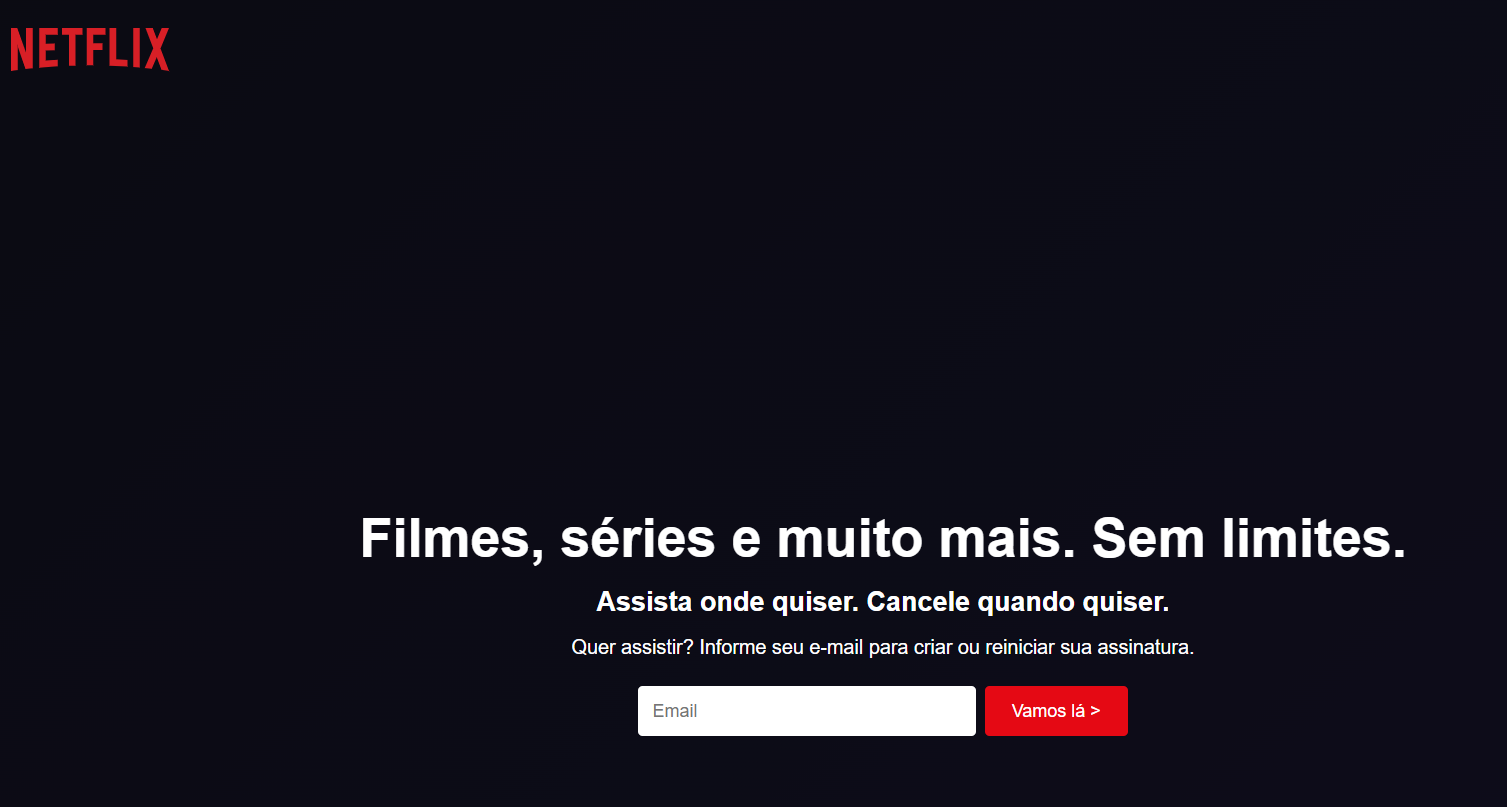 NETFLIX
Filmes, séries e muito mais. Sem limites.
Assista onde quiser. Cancele quando quiser.
Quer assistir? Informe seu e-mail para criar ou reiniciar sua assinatura.
Email
Vamos lá >